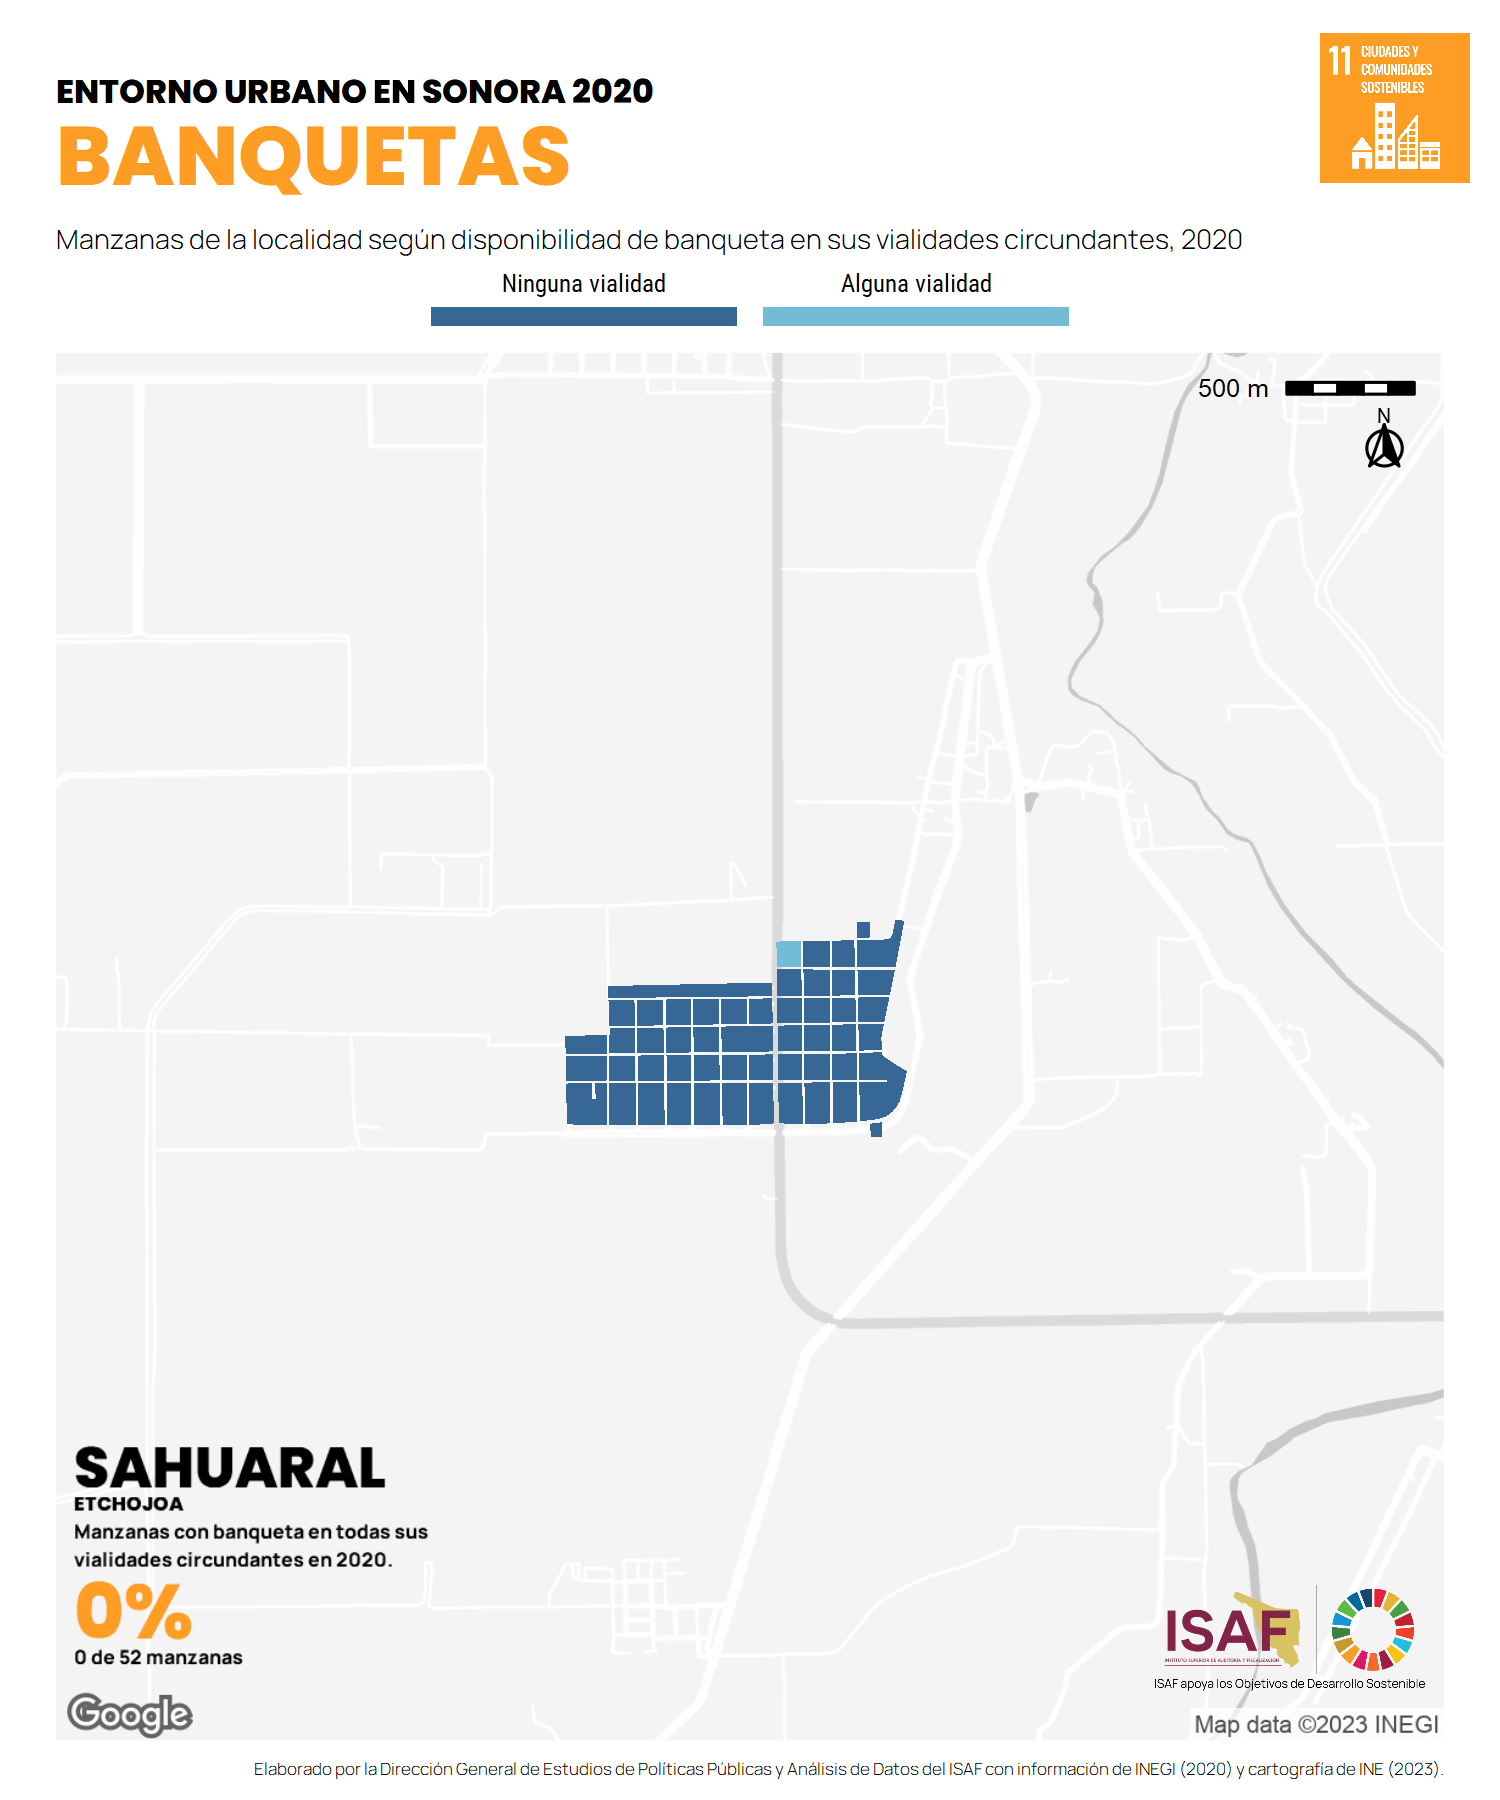 ENTORNO URBANO EN SONORA 2020
BANQUETAS
11 CIUDADES Y
COMUNIDADES
SOSTENIBLES
Manzanas de la localidad según disponibilidad de banqueta en sus vialidades circundantes, 2020
Ninguna vialidad
Alguna vialidad
500 m
N
SAHUARAL
ETCHOJOA
Manzanas con banqueta en todas sus
vialidades circundantes en 2020.
0%
0 de 52 manzanas
Google
ISAF
INSTITUTO SUPERIOR DE AUDITORÍA Y FISCALIZACIÓN
ISAF apoya los Objetivos de Desarrollo Sostenible
Map data ©2023 INEGI
Elaborado por la Dirección General de Estudios de Políticas Públicas y Análisis de Datos del ISAF con información de INEGI (2020) y cartografía de INE (2023).